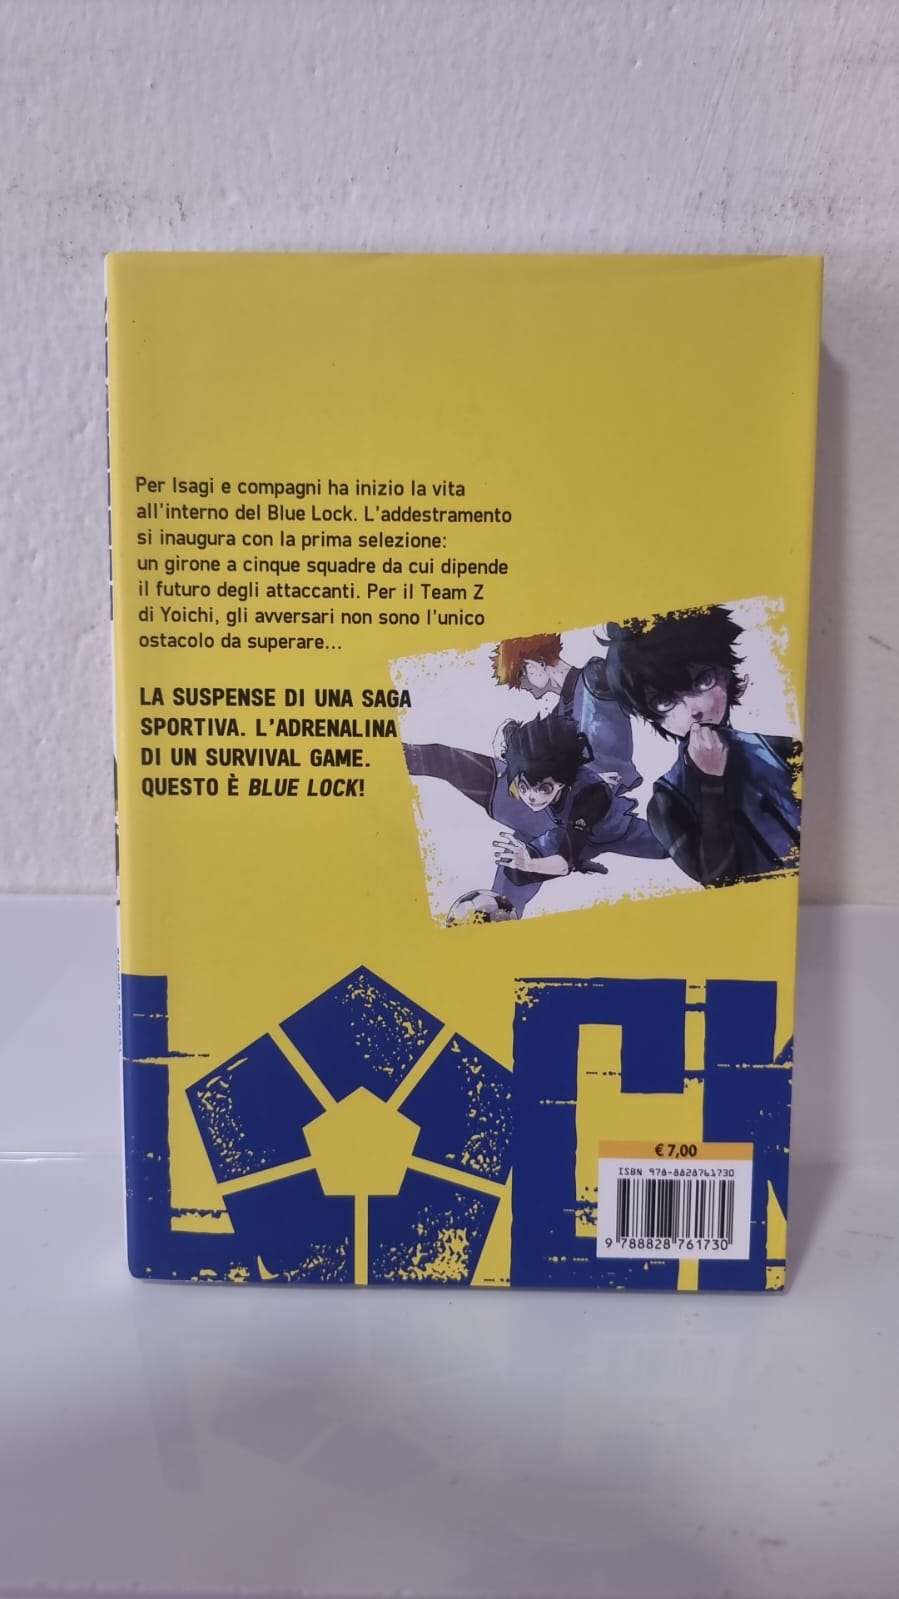 Per Isagi e compagni ha inizio la vita
all'interno del Blue Lock. L'addestramento
si inaugura con la prima selezione:
un girone a cinque squadre da cui dipende
il futuro degli attaccanti. Per il Team Z
di Yoichi, gli avversari non sono l'unico
ostacolo da superare...
LA SUSPENSE DI UNA SAGA
SPORTIVA. L'ADRENALINA
DI UN SURVIVAL GAME.
QUESTO È BLUE LOCK!
LOCK
€ 7,00
ISBN 978-8828761730
9 788828 761730